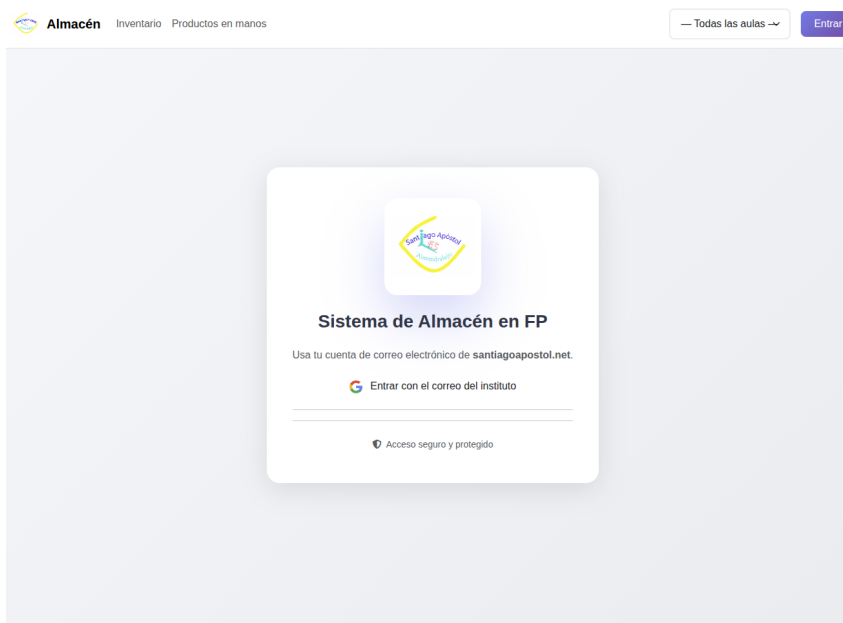 Almacén
Inventario
Productos en manos
— Todas las aulas —
Entrar
Santiago Apóstol
Almendralejo
Sistema de Almacén en FP
Usa tu cuenta de correo electrónico de santiagoapostol.net.
Entrar con el correo del instituto
Acceso seguro y protegido